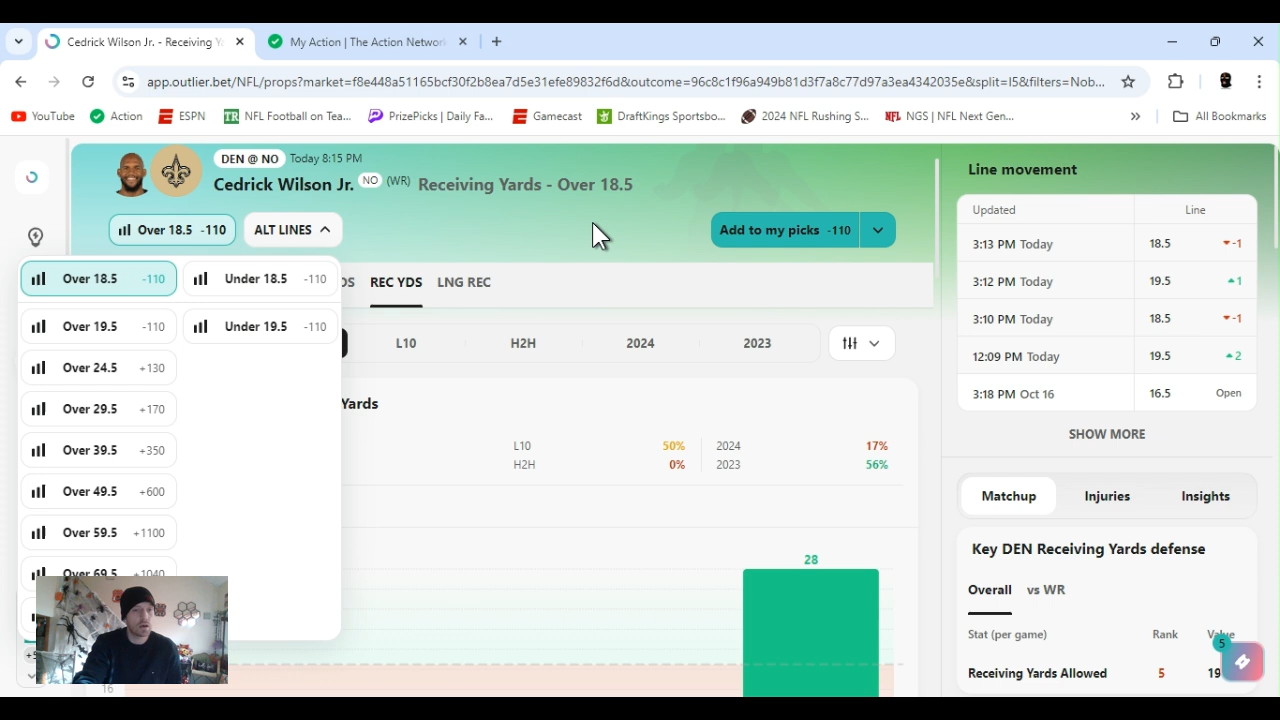 Cedrick Wilson Jr. - Receiving Y
My Action | The Action Networ
app.outlier.bet/NFL/props?market=f8e448a51165bcf30f2b8ea7d5e31efe89832f6d&outcome=96c8c1f96a949b81d3f7a8c77d97a3ea4342035e&split=l5&filters=Nob...
YouTube Action ESPN NFL Football on Tea... PrizePicks | Daily Fa... Gamecast DraftKings Sportsbo... 2024 NFL Rushing S... NGS | NFL Next Gen... » All Bookmarks
DEN @ NO Today 8:15 PM
Cedrick Wilson Jr. NO (WR) Receiving Yards - Over 18.5
Over 18.5 -110 ALT LINES
Add to my picks -110
Over 18.5 -110 Under 18.5 -110
Over 19.5 -110 Under 19.5 -110
Over 24.5 +130
Over 29.5 +170
Over 39.5 +350
Over 49.5 +600
Over 59.5 +1100
Over 69.5 +1040
DS REC YDS LNG REC
L10 H2H 2024 2023
Yards
L10 50% 2024 17%
H2H 0% 2023 56%
28
16
Line movement
Updated Line
3:13 PM Today 18.5 -1
3:12 PM Today 19.5 1
3:10 PM Today 18.5 -1
12:09 PM Today 19.5 2
3:18 PM Oct 16 16.5 Open
SHOW MORE
Matchup Injuries Insights
Key DEN Receiving Yards defense
Overall vs WR
Stat (per game) Rank Value
5
Receiving Yards Allowed 5 19